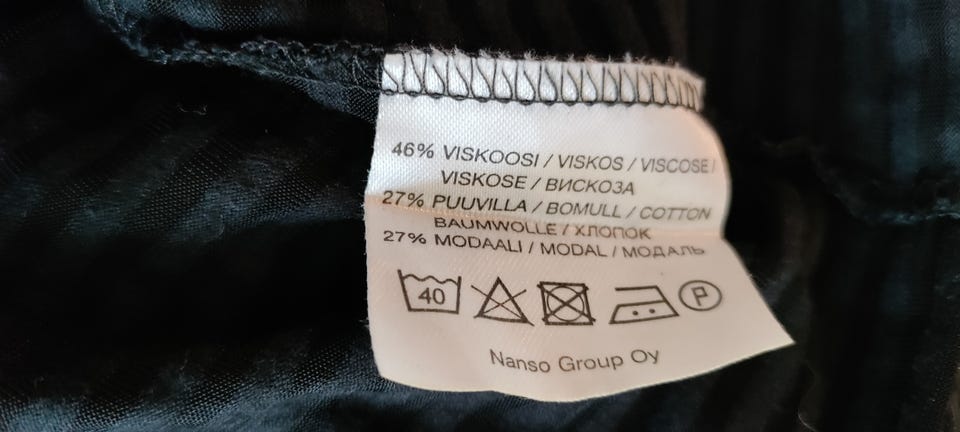 46% VISKOOSI / VISKOS / VISCOSE /
VISKOSE / ВИСКОЗА
27% PUUVILLA / BOMULL / COTTON
BAUMWOLLE / ХЛОПОК
27% MODAALI / MODAL / МОДАЛЬ
40
P
Nanso Group Oy